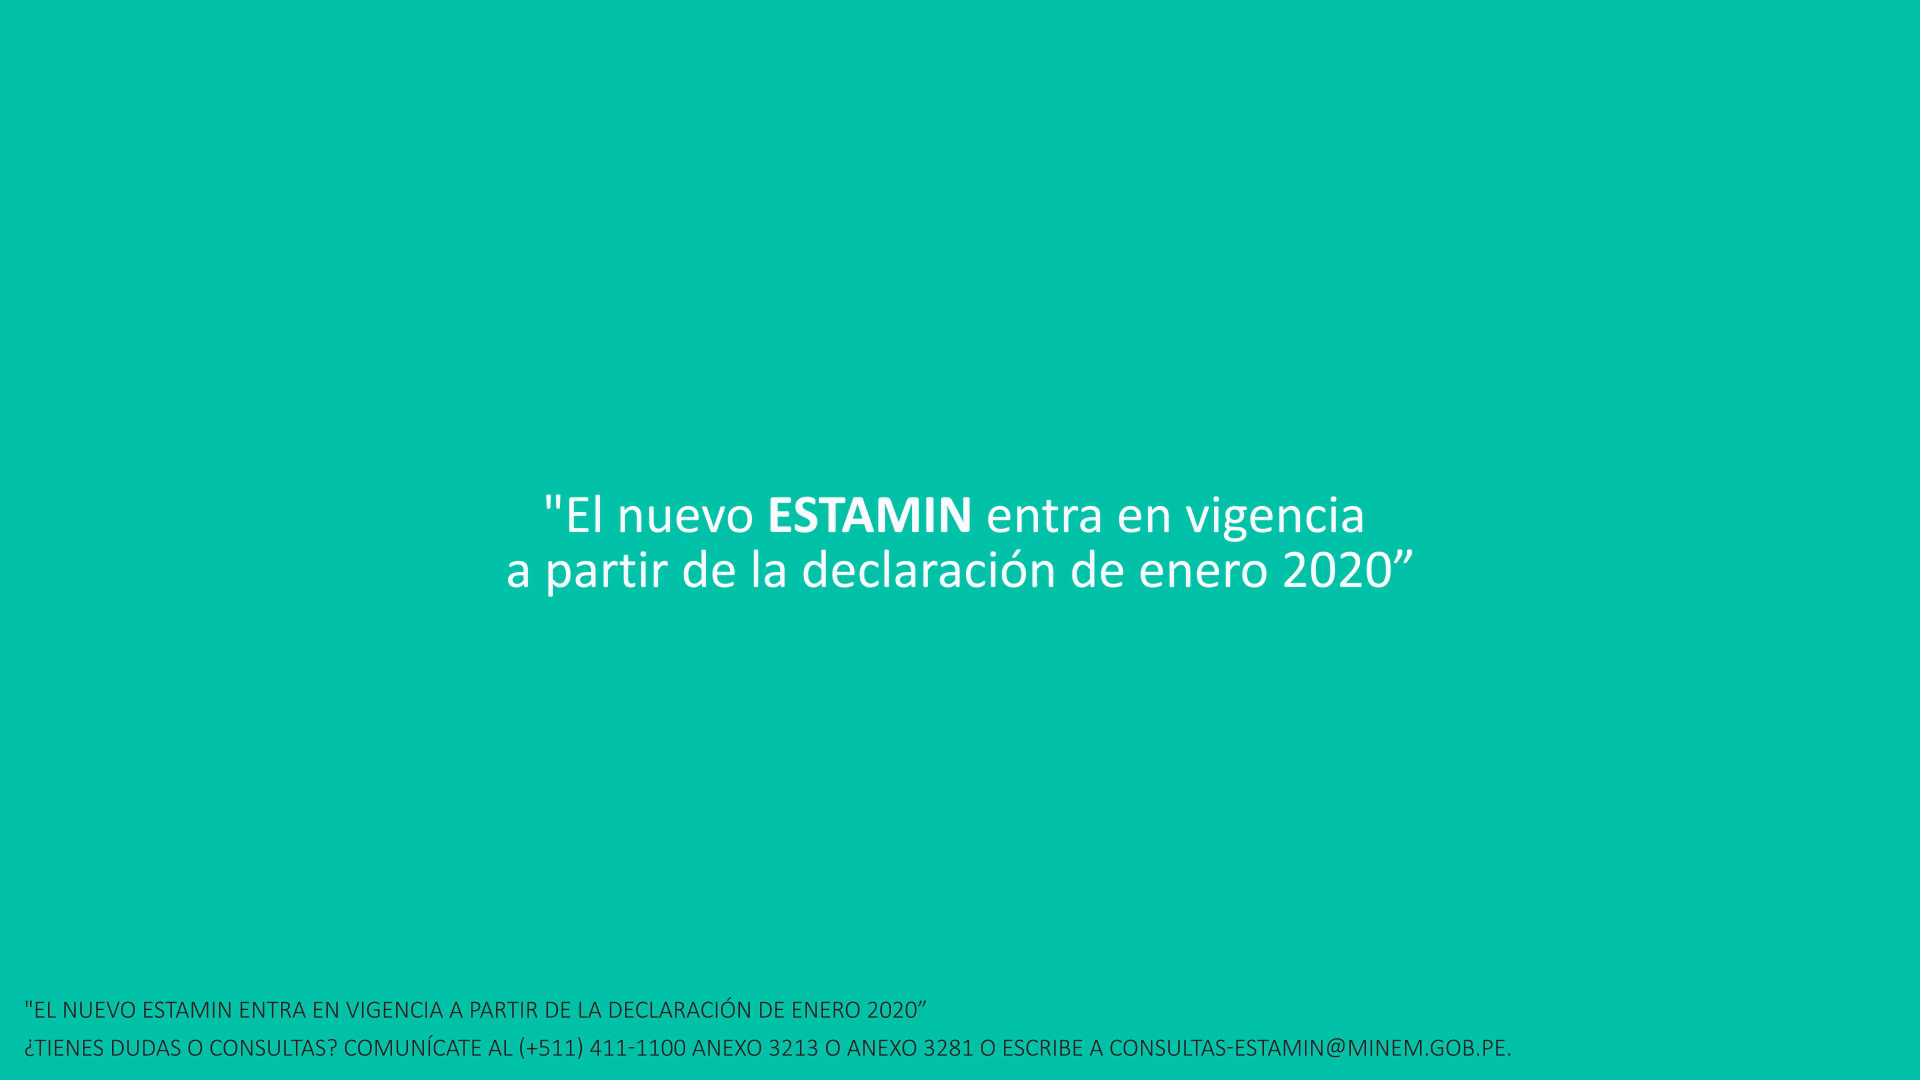 "El nuevo ESTAMIN entra en vigencia
a partir de la declaración de enero 2020”
"EL NUEVO ESTAMIN ENTRA EN VIGENCIA A PARTIR DE LA DECLARACIÓN DE ENERO 2020”
¿TIENES DUDAS O CONSULTAS? COMUNÍCATE AL (+511) 411-1100 ANEXO 3213 O ANEXO 3281 O ESCRIBE A CONSULTAS-ESTAMIN@MINEM.GOB.PE.